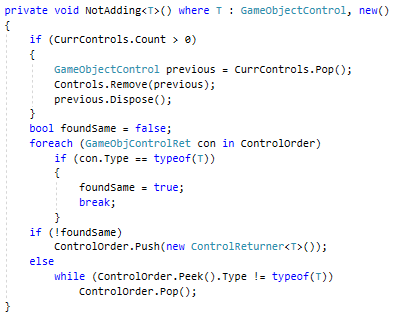 private void NotAdding<T>() where T : GameObjectControl, new()
{
    if (CurrControls.Count > 0)
    {
        GameObjectControl previous = CurrControls.Pop();
        Controls.Remove(previous);
        previous.Dispose();
    }
    bool foundSame = false;
    foreach (GameObjControlRet con in ControlOrder)
        if (con.Type == typeof(T))
        {
            foundSame = true;
            break;
        }
    if (!foundSame)
        ControlOrder.Push(new ControlReturner<T>());
    else
        while (ControlOrder.Peek().Type != typeof(T))
            ControlOrder.Pop();
}